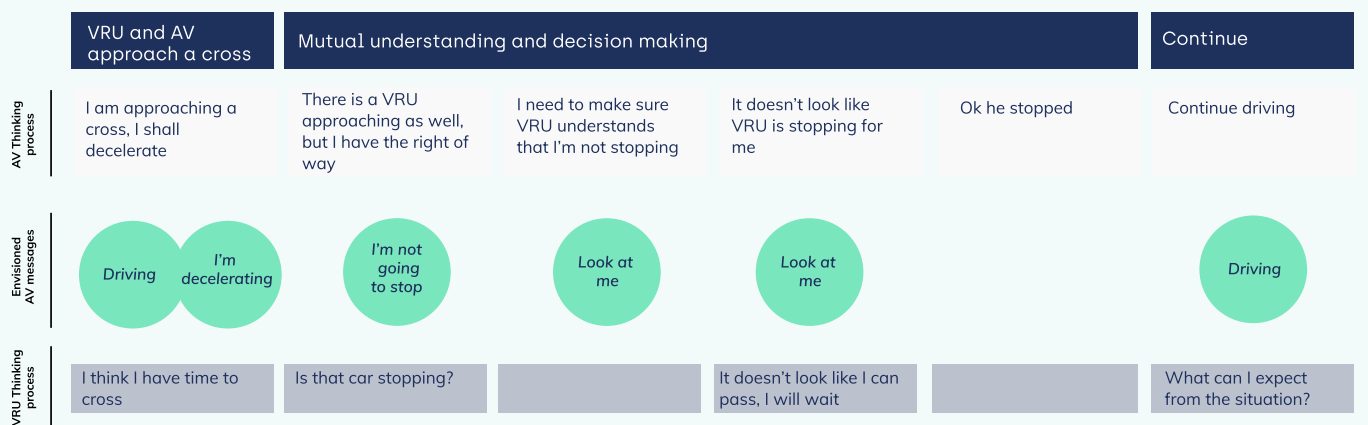 VRU and AV
approach a cross
Mutual understanding and decision making
Continue
AV Thinking
process
I am approaching a
cross, I shall
decelerate
There is a VRU
approaching as well,
but I have the right of
way
I need to make sure
VRU understands
that I'm not stopping
It doesn't look like
VRU is stopping for
me
Ok he stopped
Continue driving
Envisioned
AV messages
Driving
I'm
decelerating
I'm not
going
to stop
Look at
me
Look at
me
Driving
VRU Thinking
process
I think I have time to
cross
Is that car stopping?
It doesn't look like I can
pass, I will wait
What can I expect
from the situation?